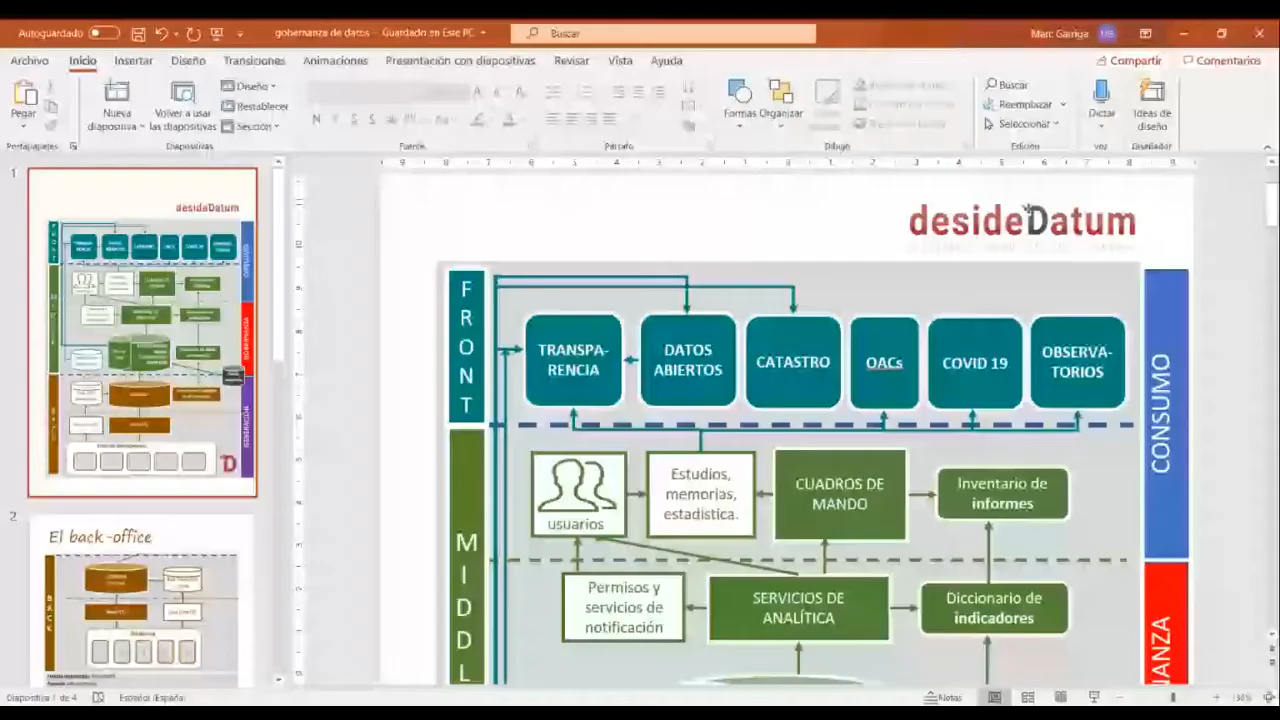 Autoguardado
gobernanza de datos - Guardado en Este PC
Buscar
Marc Garriga
Archivo
Inicio
Insertar
Diseño
Transiciones
Animaciones
Presentación con diapositivas
Revisar
Vista
Ayuda
Compartir
Comentarios
Pegar
Nueva
diapositiva
Volver a usar
las diapositivas
Diseño
Restablecer
Sección
Formas
Organizar
Buscar
Reemplazar
Seleccionar
Dictar
Ideas de
diseño
Portapapeles
Diapositivas
Fuente
Párrafo
Dibujo
Edición
Voz
Diseñador
1
desideDatum
2
El back-office
desideDatum
FRONT
TRANSPA-
RENCIA
DATOS
ABIERTOS
CATASTRO
OACs
COVID 19
OBSERVA-
TORIOS
CONSUMO
MIDDL
usuarios
Estudios,
memorias,
estadística.
CUADROS DE
MANDO
Inventario de
informes
Permisos y
servicios de
notificación
SERVICIOS DE
ANALÍTICA
Diccionario de
indicadores
NANZA
Diapositiva 1 de 4
Español (España)
Notas